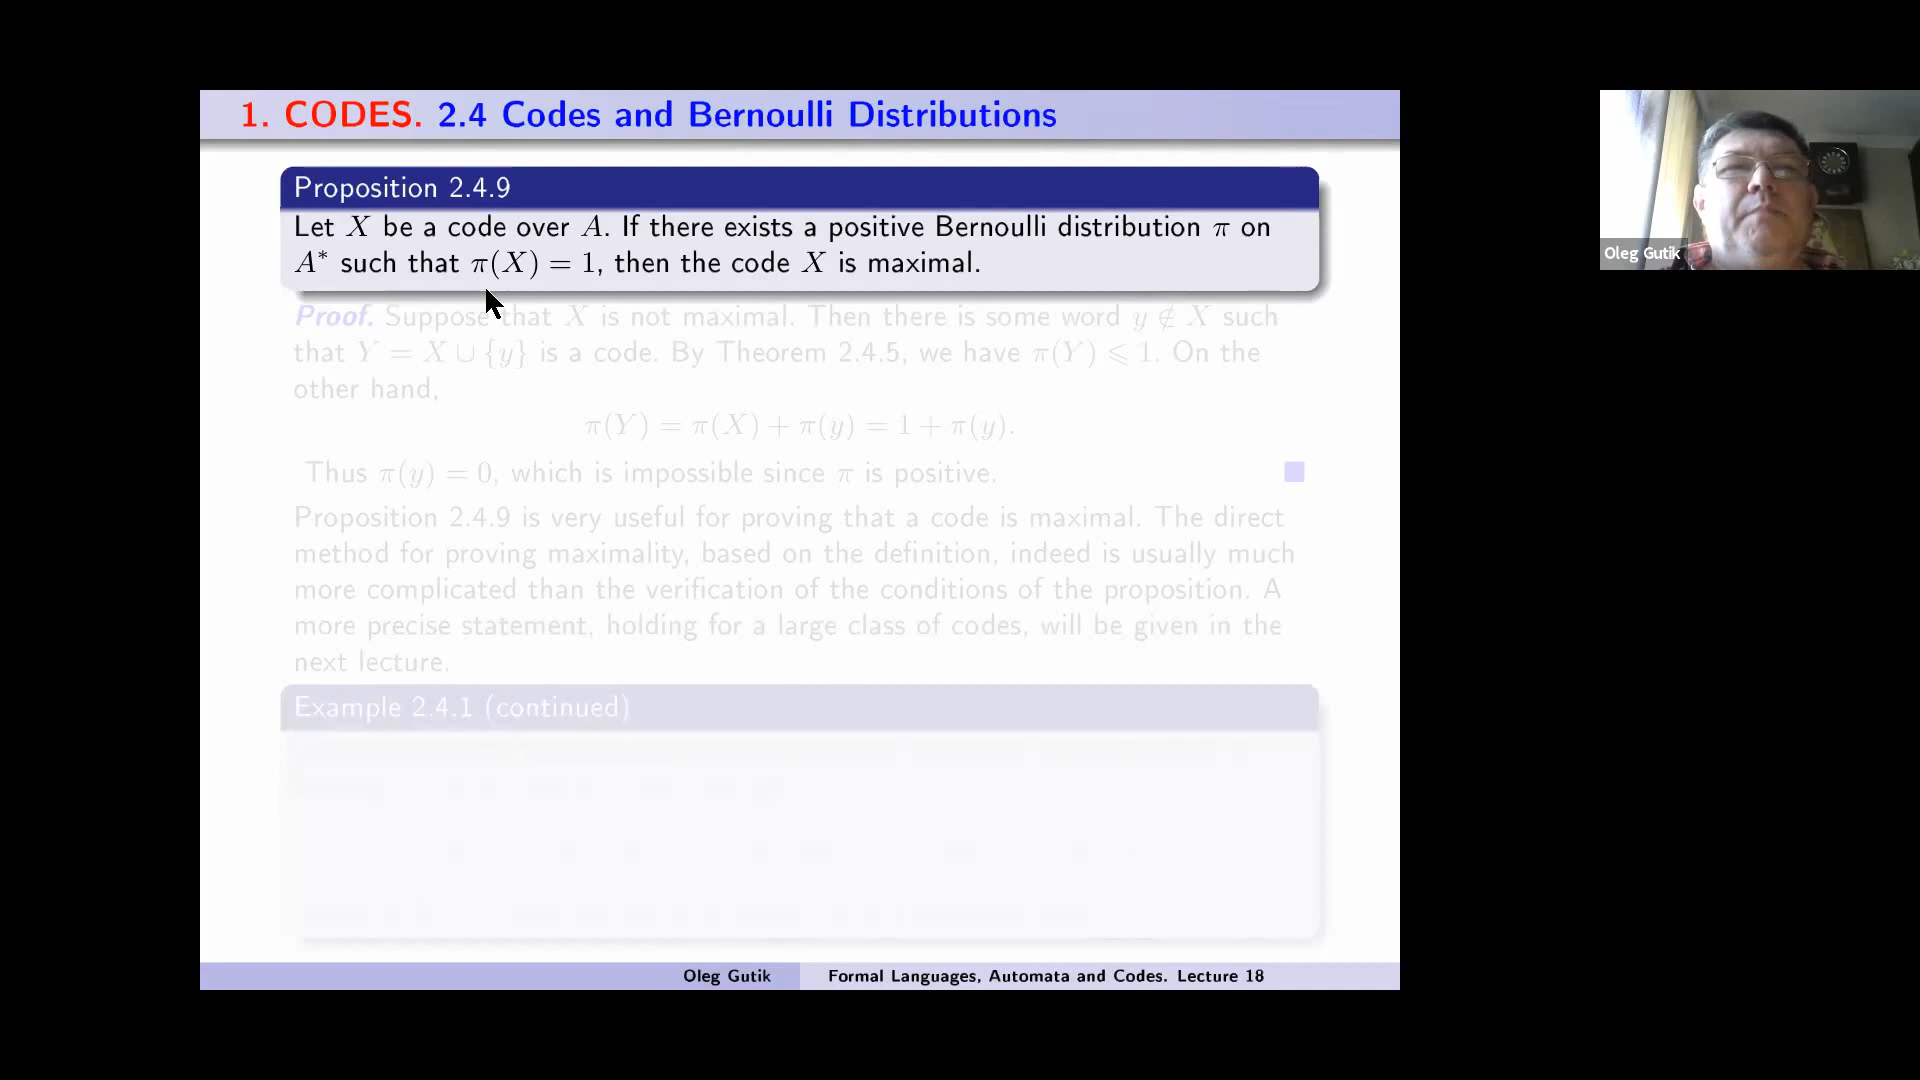 1. CODES. 2.4 Codes and Bernoulli Distributions
Proposition 2.4.9
Let X be a code over A. If there exists a positive Bernoulli distribution π on
A* such that π(X) = 1, then the code X is maximal.
Proof. Suppose that X is not maximal. Then there is some word y ∉ X such
that Y = X ∪ {y} is a code. By Theorem 2.4.5, we have π(Y) ⩽ 1. On the
other hand,
π(Y) = π(X) + π(y) = 1 + π(y).
Thus π(y) = 0, which is impossible since π is positive.
Proposition 2.4.9 is very useful for proving that a code is maximal. The direct
method for proving maximality, based on the definition, indeed is usually much
more complicated than the verification of the conditions of the proposition. A
more precise statement, holding for a large class of codes, will be given in the
next lecture.
Example 2.4.1 (continued)
Oleg Gutik
Formal Languages, Automata and Codes. Lecture 18
Oleg Gutik